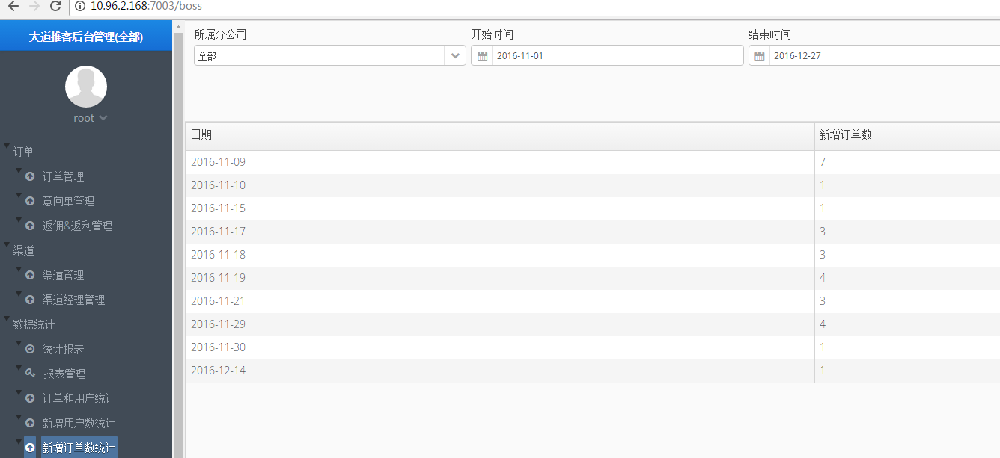 10.96.2.168:7003/boss
大道推客后台管理(全部)
root
订单
订单管理
意向单管理
返佣&返利管理
渠道
渠道管理
渠道经理管理
数据统计
统计报表
报表管理
订单和用户统计
新增用户数统计
新增订单数统计
所属分公司 开始时间 结束时间
全部 2016-11-01 2016-12-27
日期 新增订单数
2016-11-09 7
2016-11-10 1
2016-11-15 1
2016-11-17 3
2016-11-18 3
2016-11-19 4
2016-11-21 3
2016-11-29 4
2016-11-30 1
2016-12-14 1